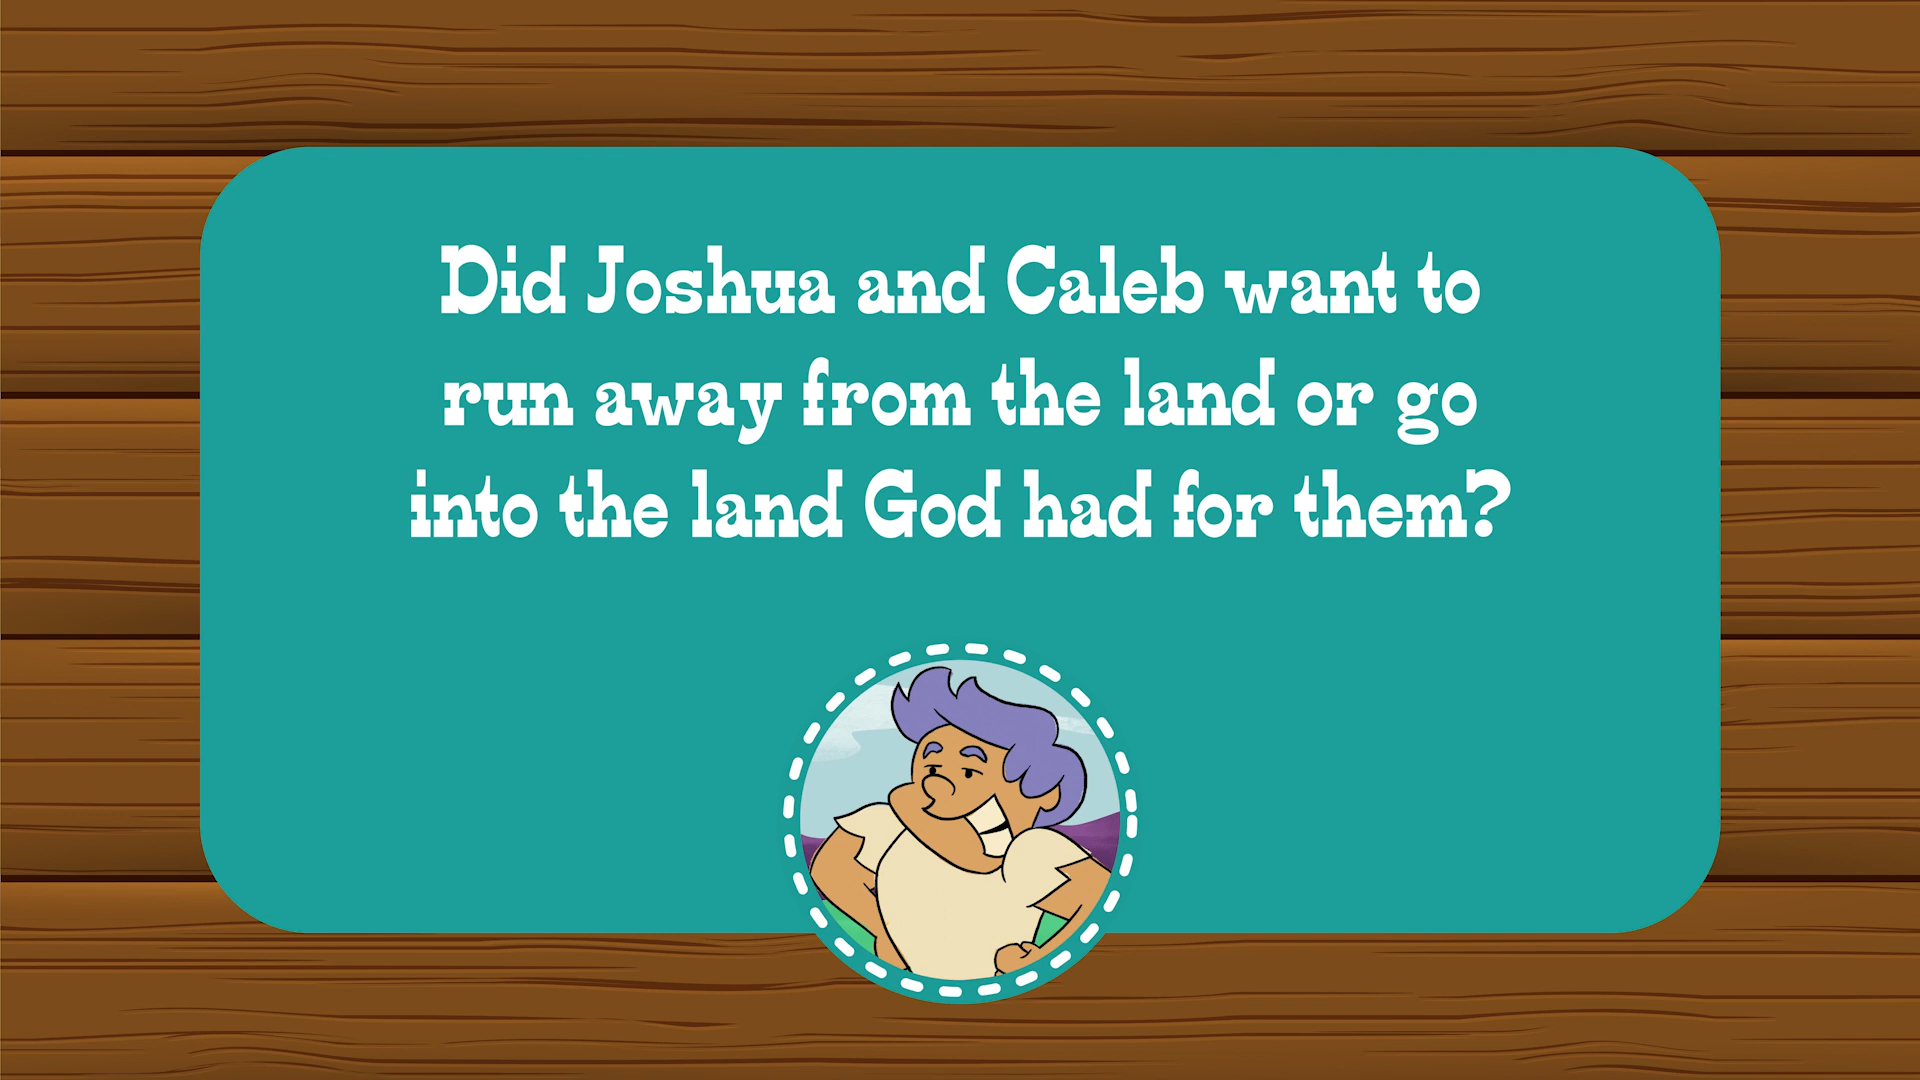 Did Joshua and Caleb want to
run away from the land or go
into the land God had for them?